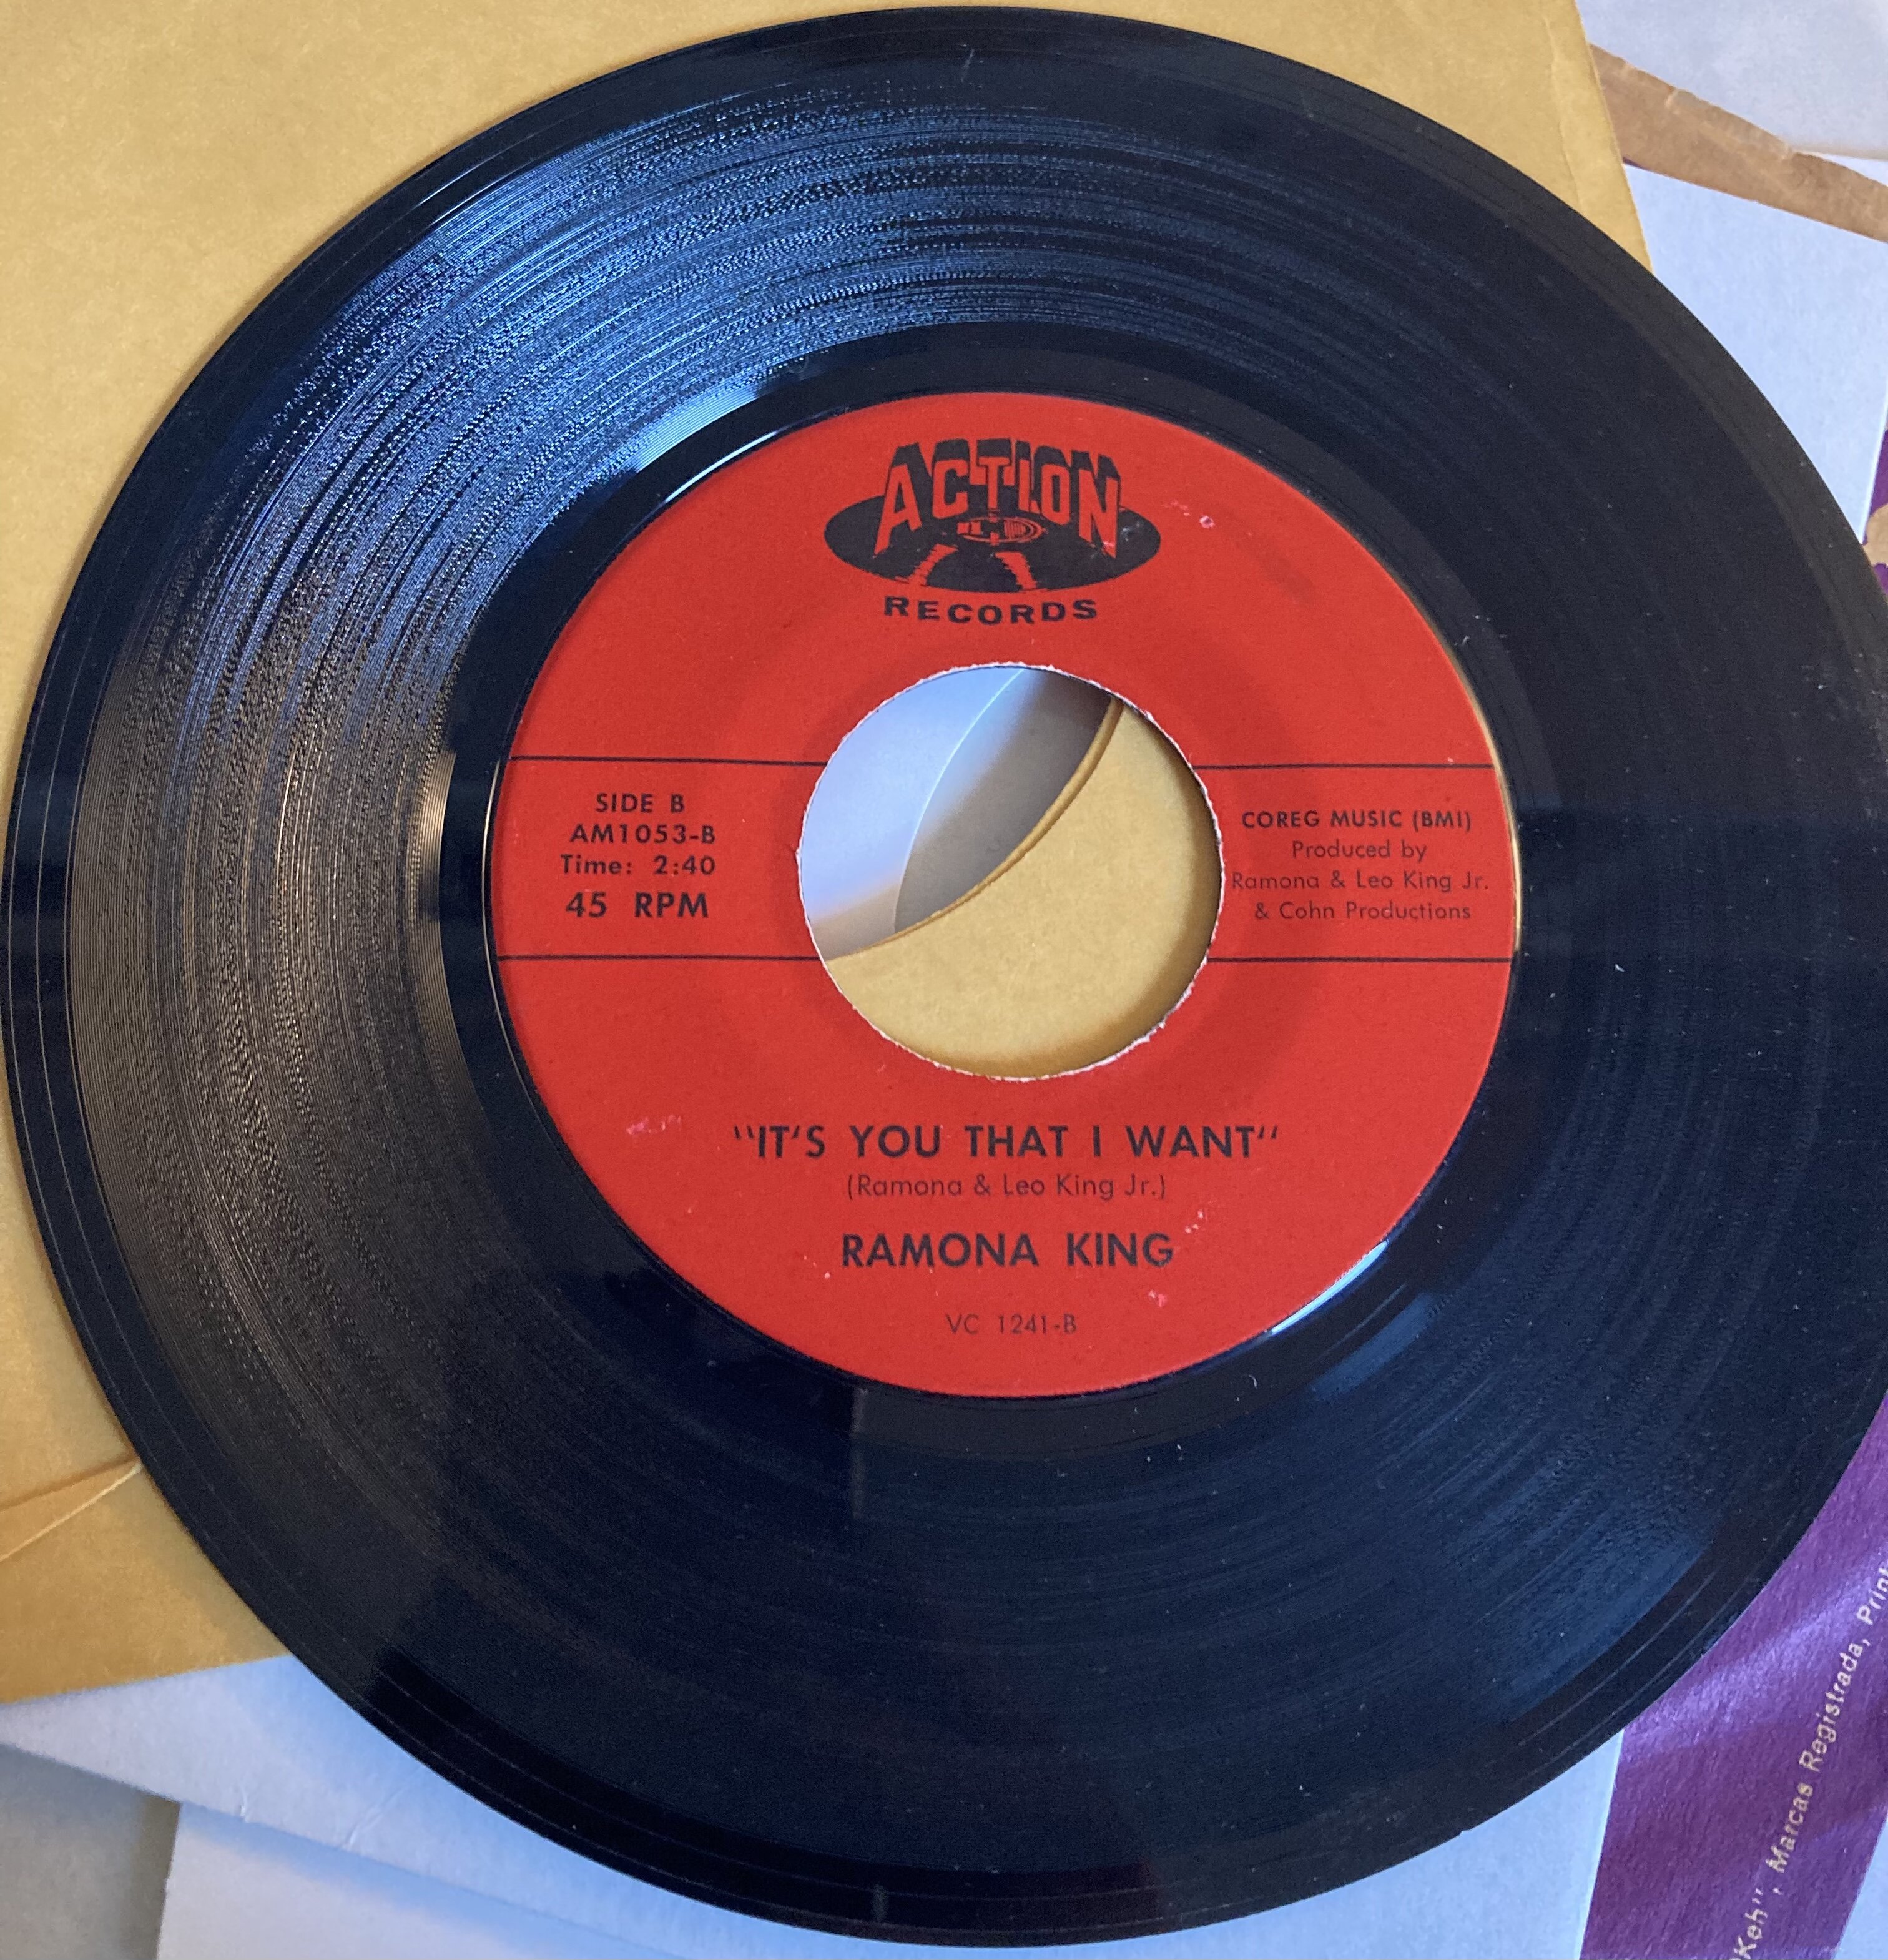 ACTION
RECORDS
SIDE B
AM1053-B
Time: 2:40
45 RPM
COREG MUSIC (BMI)
Produced by
Ramona & Leo King Jr.
& Cohn Productions
"IT'S YOU THAT I WANT"
(Ramona & Leo King Jr.)
RAMONA KING
VC 1241-B
Keh", Marcas Registrada, Print